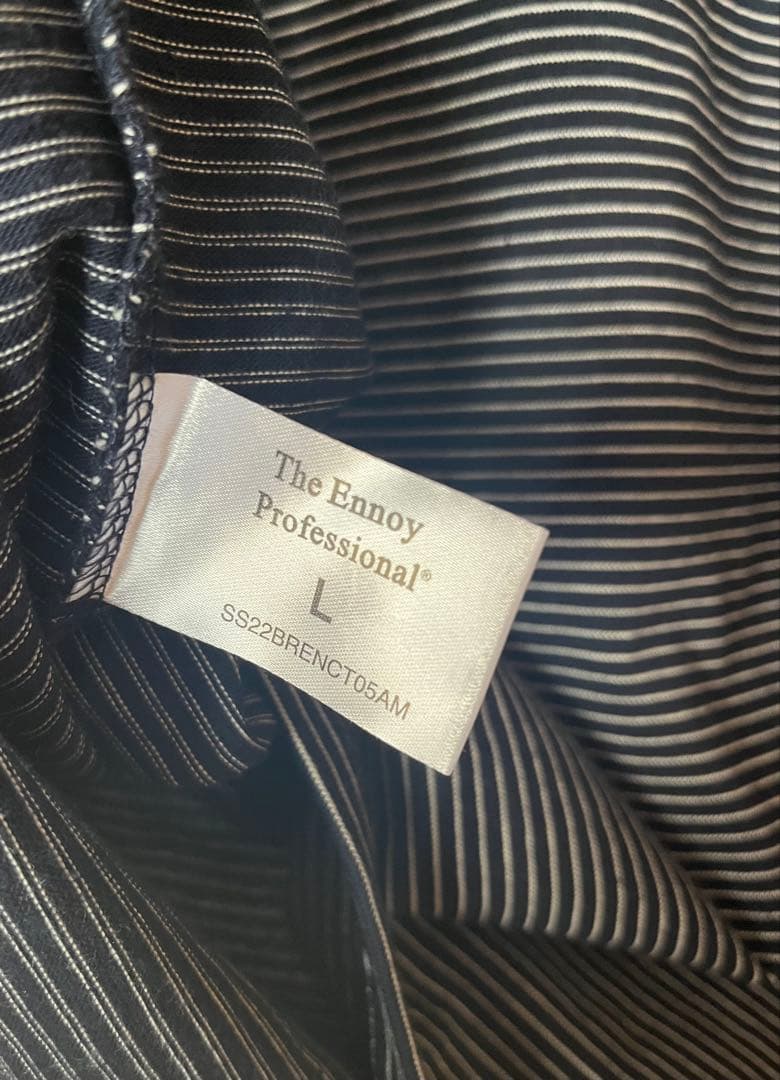 The Ennoy
Professional®
L
SS22BRENCT05AM